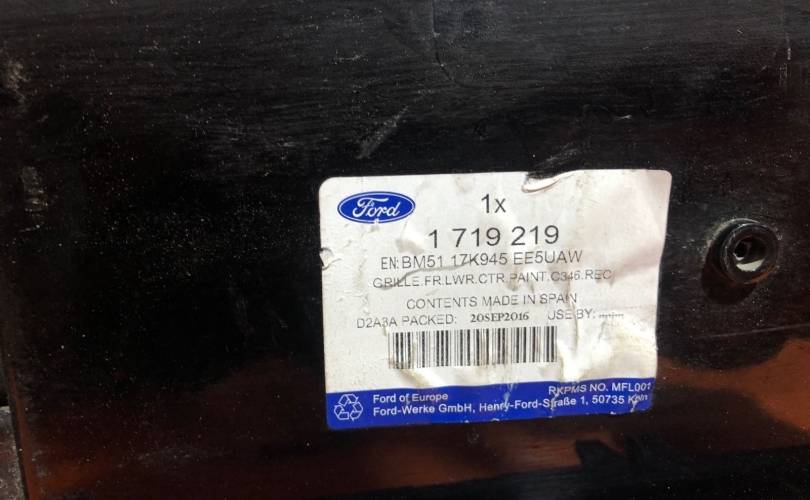 Ford
1x
1 719 219
EN:BM51 17K945 EE5UAW
GRILLE.FR.LWR.CTR.PAINT.C346.REC
CONTENTS MADE IN SPAIN
D2A3A PACKED: 20SEP2016 USE BY: --.--.--
Ford of Europe RKPMS NO. MFL001
Ford-Werke GmbH, Henry-Ford-Straße 1, 50735 Köln